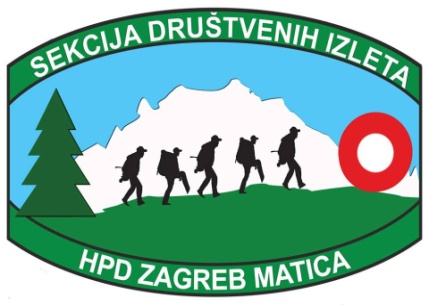 SEKCIJA DRUŠTVENIH IZLETA
HPD ZAGREB MATICA